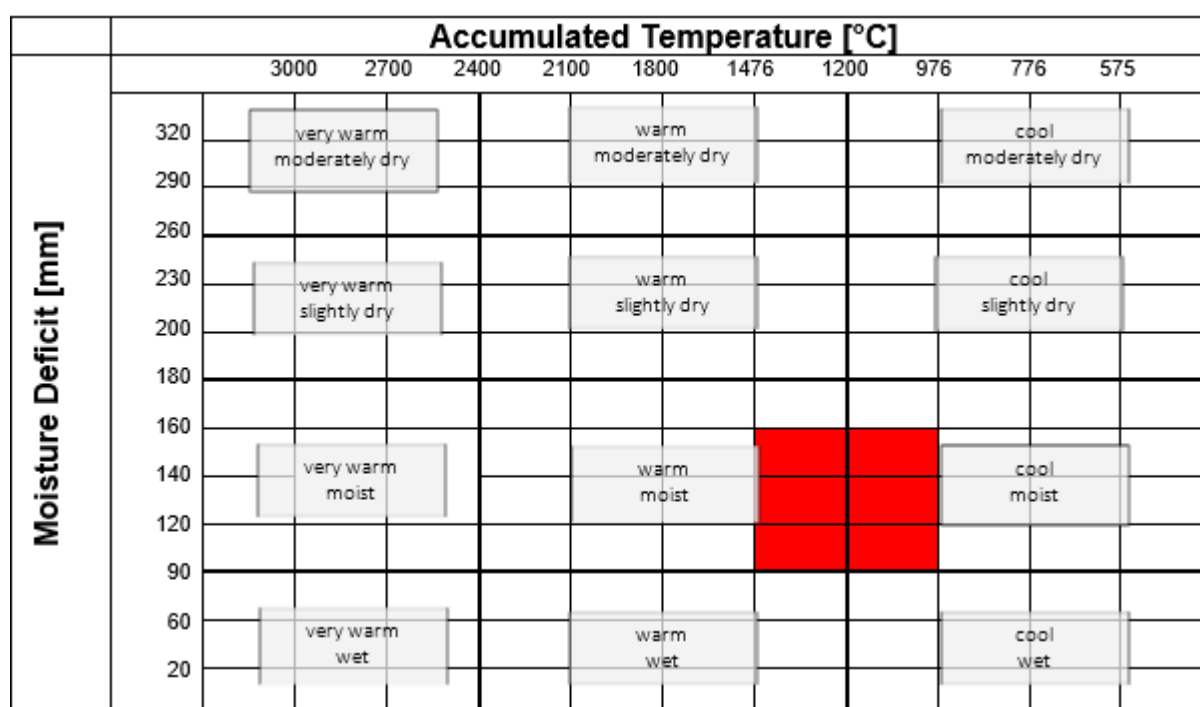 Accumulated Temperature [°C]
3000 2700 2400 2100 1800 1476 1200 976 776 575
Moisture Deficit [mm]
320
very warm
moderately dry
warm
moderately dry
cool
moderately dry
290
260
230
very warm
slightly dry
warm
slightly dry
cool
slightly dry
200
180
160
140
very warm
moist
warm
moist
cool
moist
120
90
60
very warm
wet
warm
wet
cool
wet
20